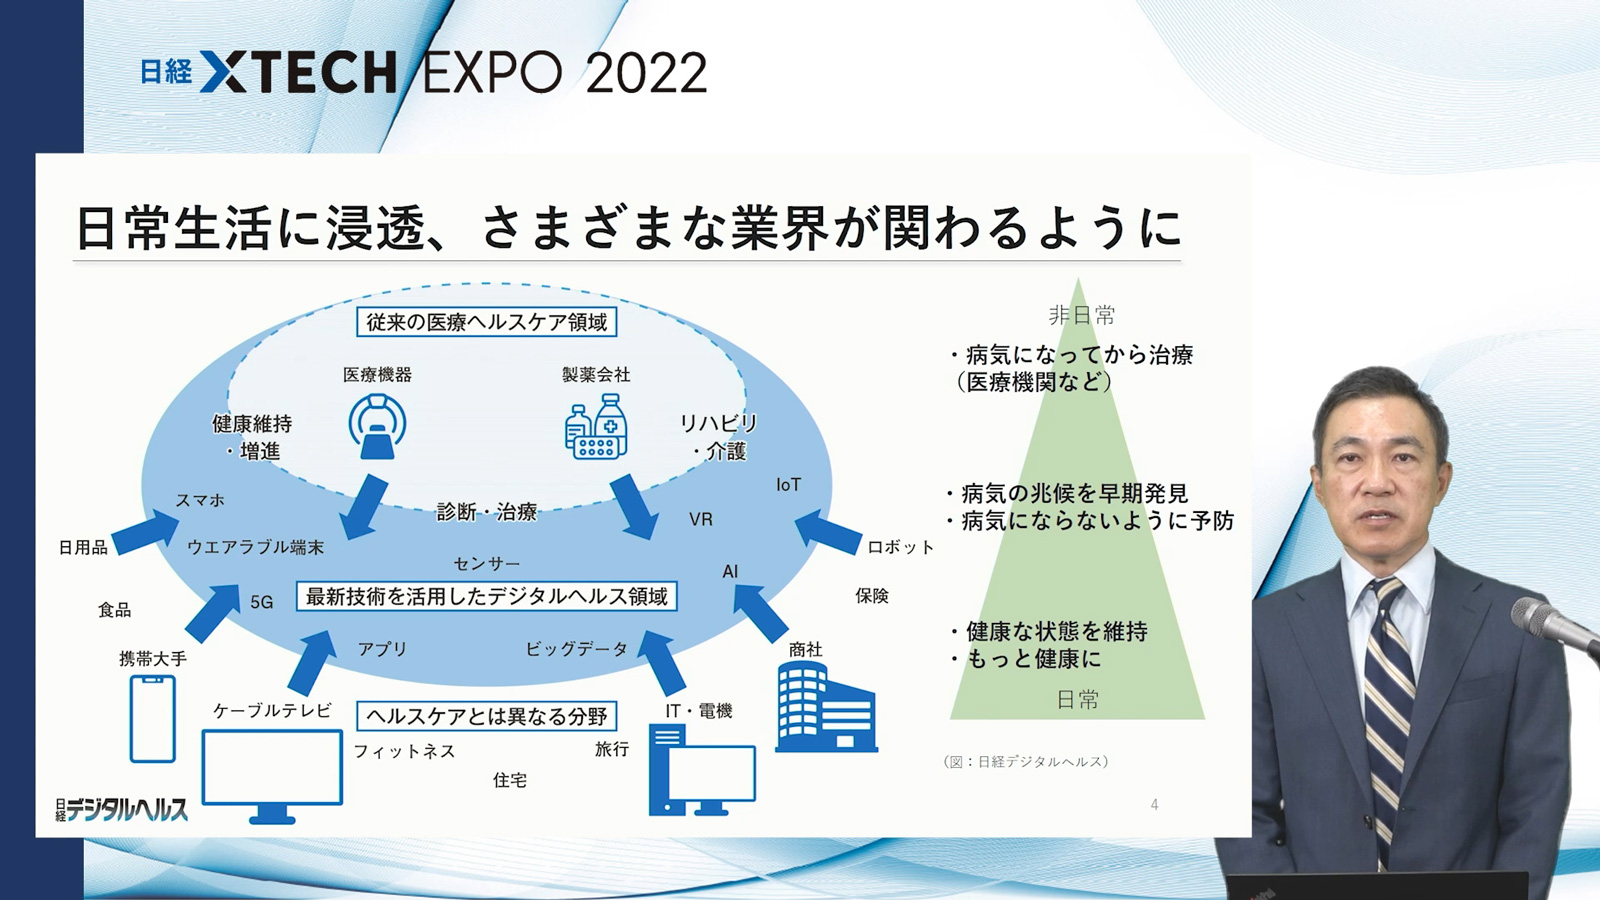 日経XTECH EXPO 2022
日常生活に浸透、さまざまな業界が関わるように
従来の医療ヘルスケア領域
医療機器
製薬会社
健康維持
・増進
リハビリ
・介護
診断・治療
スマホ
IoT
VR
日用品
ウエアラブル端末
センサー
AI
ロボット
食品
5G
最新技術を活用したデジタルヘルス領域
保険
携帯大手
アプリ
ビッグデータ
商社
ケーブルテレビ
ヘルスケアとは異なる分野
IT・電機
フィットネス
旅行
住宅
非日常
・病気になってから治療
（医療機関など）
・病気の兆候を早期発見
・病気にならないように予防
・健康な状態を維持
・もっと健康に
日常
（図：日経デジタルヘルス）
日経デジタルヘルス
4